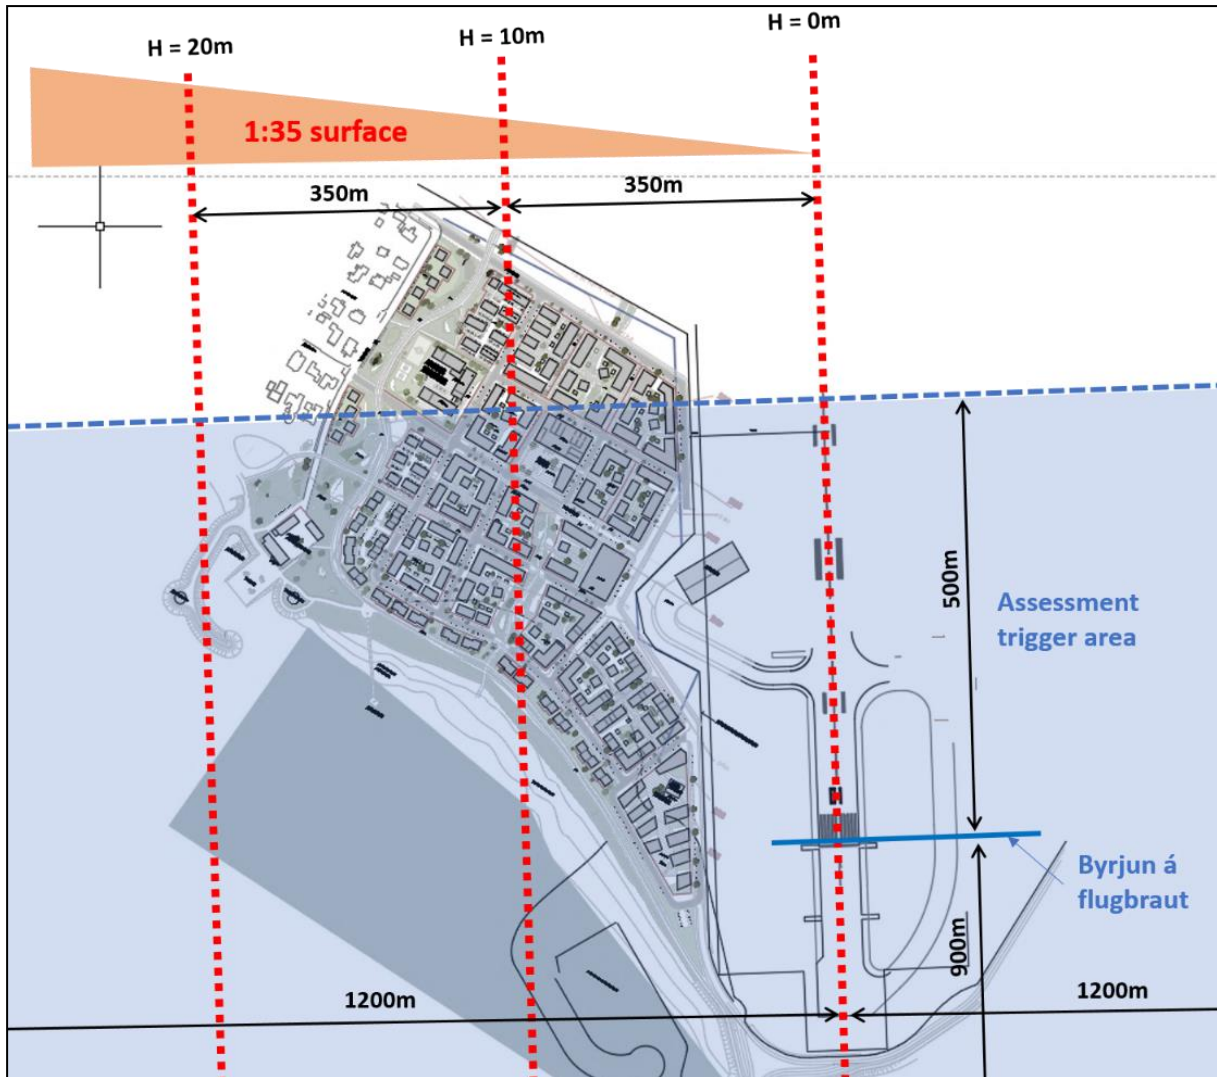 H = 20m
H = 10m
H = 0m
1:35 surface
350m
350m
500m
Assessment
trigger area
Byrjun á
flugbraut
900m
1200m
1200m